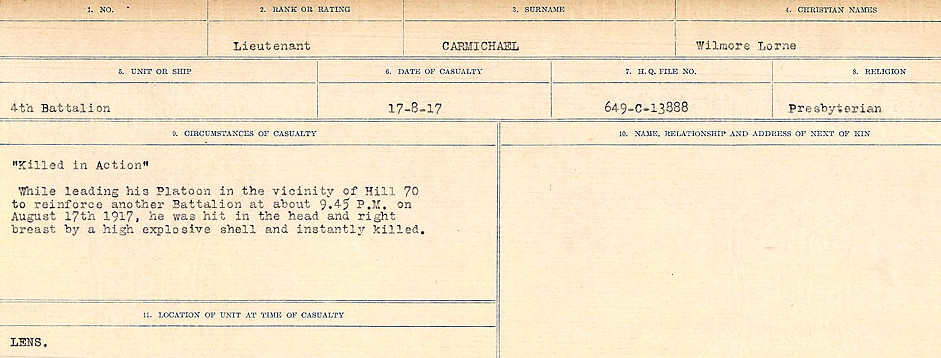 1. NO. 2. RANK OR RATING 3. SURNAME 4. CHRISTIAN NAMES
Lieutenant CARMICHAEL Wilmore Lorne
5. UNIT OR SHIP 6. DATE OF CASUALTY 7. H. Q. FILE NO. 8. RELIGION
4th Battalion 17-8-17 649-C-13888 Presbyterian
9. CIRCUMSTANCES OF CASUALTY 10. NAME, RELATIONSHIP AND ADDRESS OF NEXT OF KIN
"Killed in Action"
While leading his Platoon in the vicinity of Hill 70
to reinforce another Battalion at about 9.45 P.M. on
August 17th 1917, he was hit in the head and right
breast by a high explosive shell and instantly killed.
11. LOCATION OF UNIT AT TIME OF CASUALTY
LENS.